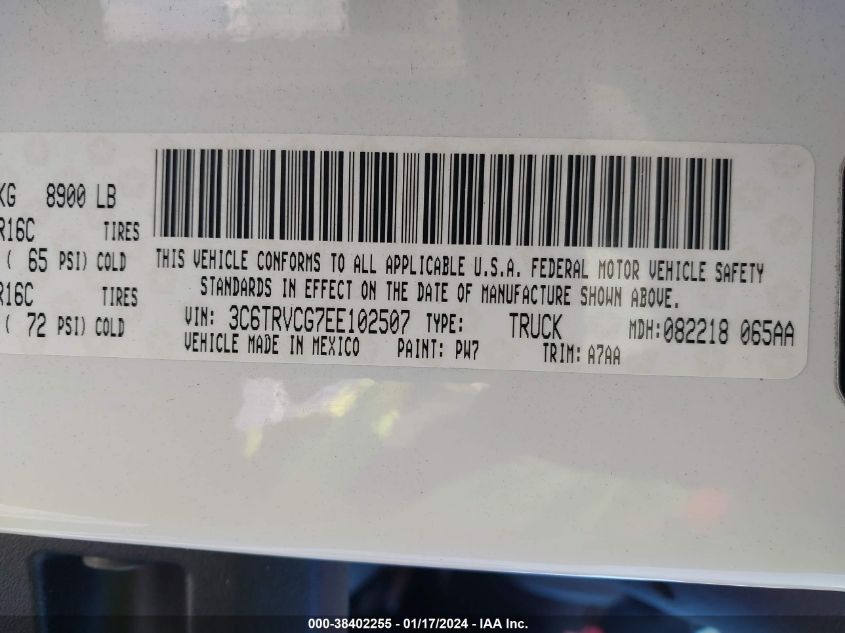 KG 8900 LB
R16C TIRES
( 65 PSI) COLD
R16C TIRES
( 72 PSI) COLD
THIS VEHICLE CONFORMS TO ALL APPLICABLE U.S.A. FEDERAL MOTOR VEHICLE SAFETY
STANDARDS IN EFFECT ON THE DATE OF MANUFACTURE SHOWN ABOVE.
VIN: 3C6TRVCG7EE102507 TYPE: TRUCK MDH:082218 065AA
VEHICLE MADE IN MEXICO PAINT: PW7 TRIM: A7AA
000-38402255 - 01/17/2024 - IAA Inc.